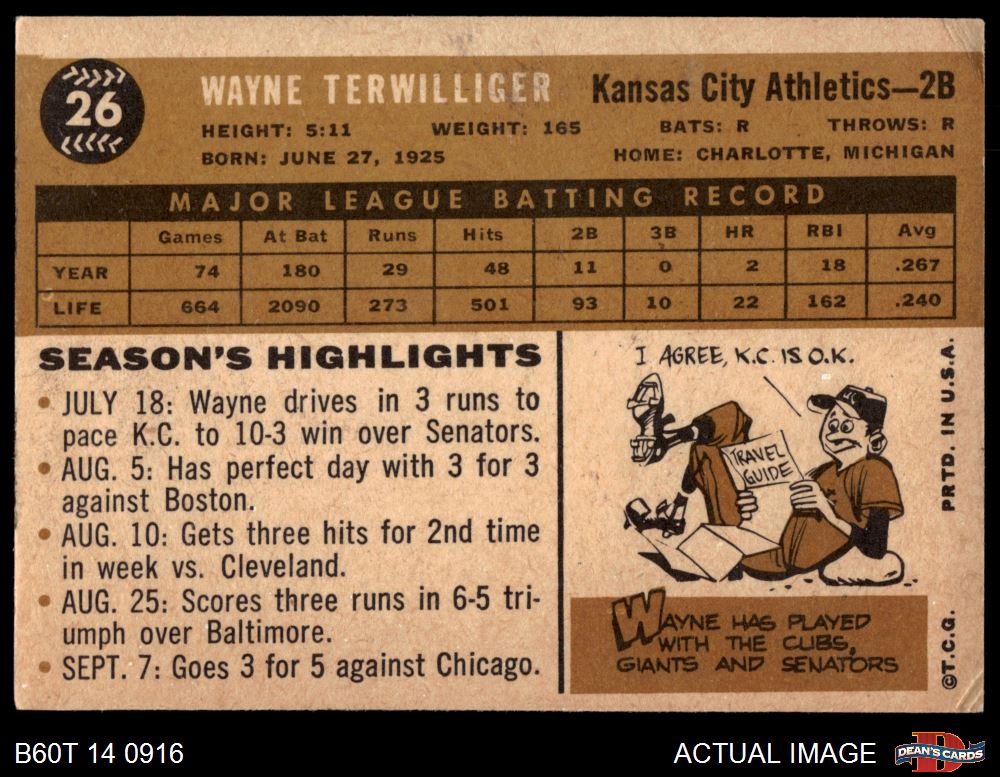 26
WAYNE TERWILLIGER
Kansas City Athletics—2B
HEIGHT: 5:11 WEIGHT: 165 BATS: R THROWS: R
BORN: JUNE 27, 1925 HOME: CHARLOTTE, MICHIGAN
MAJOR LEAGUE BATTING RECORD
Games At Bat Runs Hits 2B 3B HR RBI Avg
YEAR 74 180 29 48 11 0 2 18 .267
LIFE 664 2090 273 501 93 10 22 162 .240
SEASON'S HIGHLIGHTS
• JULY 18: Wayne drives in 3 runs to
pace K.C. to 10-3 win over Senators.
• AUG. 5: Has perfect day with 3 for 3
against Boston.
• AUG. 10: Gets three hits for 2nd time
in week vs. Cleveland.
• AUG. 25: Scores three runs in 6-5 tri-
umph over Baltimore.
• SEPT. 7: Goes 3 for 5 against Chicago.
I AGREE, K.C. IS O.K.
KC
TRAVEL
GUIDE
WAYNE HAS PLAYED
WITH THE CUBS,
GIANTS AND SENATORS
PRTD. IN U.S.A.
©T.C.G.
B60T 14 0916
ACTUAL IMAGE
DEAN'S CARDS